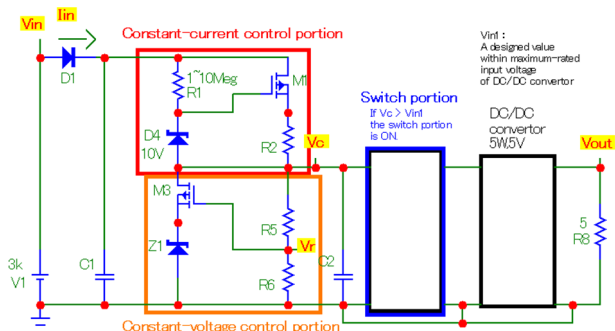 Vin
Iin
Constant-current control portion
Vin1 :
A designed value
within maximum-rated
input voltage
of DC/DC convertor
D1
1~10Meg
R1
M1
Switch portion
If Vc > Vin1
the switch portion
is ON.
DC/DC
convertor
5W,5V
D4
10V
R2
Vc
Vout
M3
R5
5
R8
Z1
Vr
3k
V1
C1
C2
R6
Constant-voltage control portion